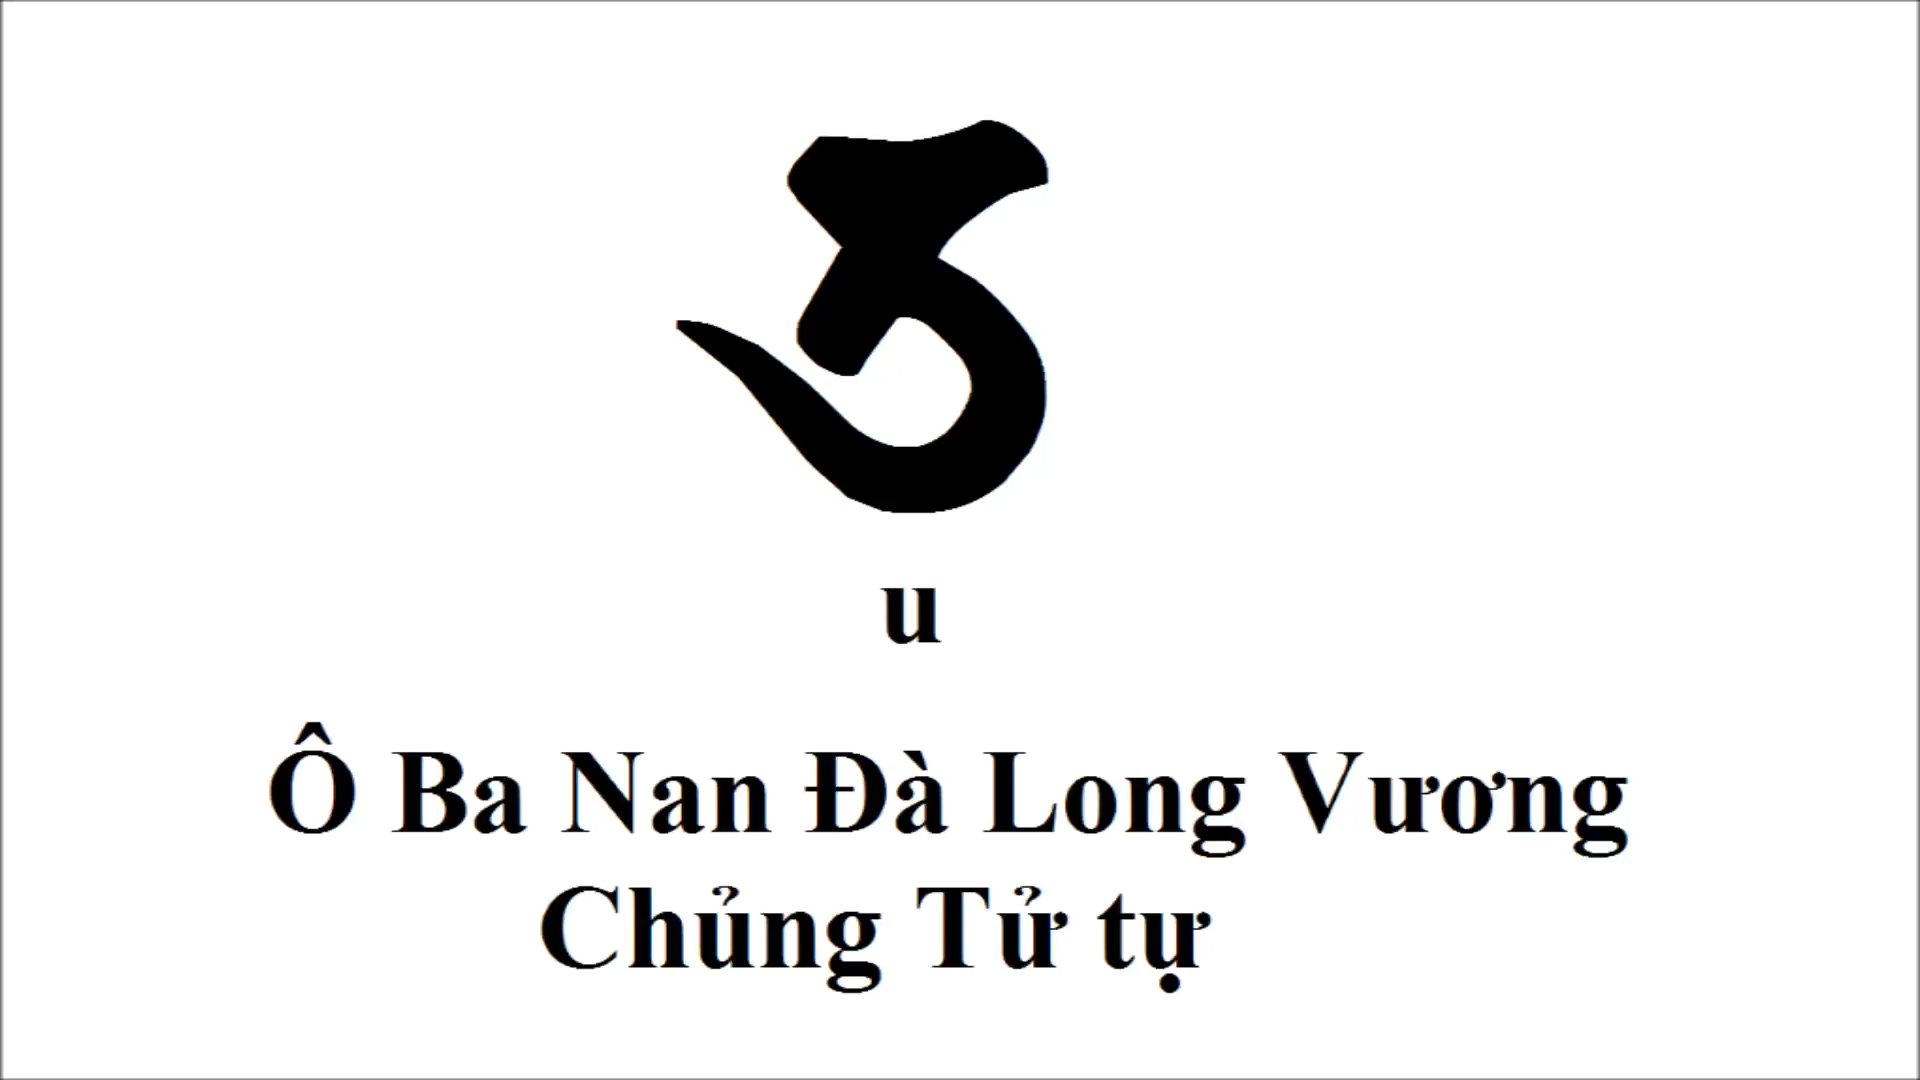 𑖄
u
Ô Ba Nan Đà Long Vương
Chủng Tử tự